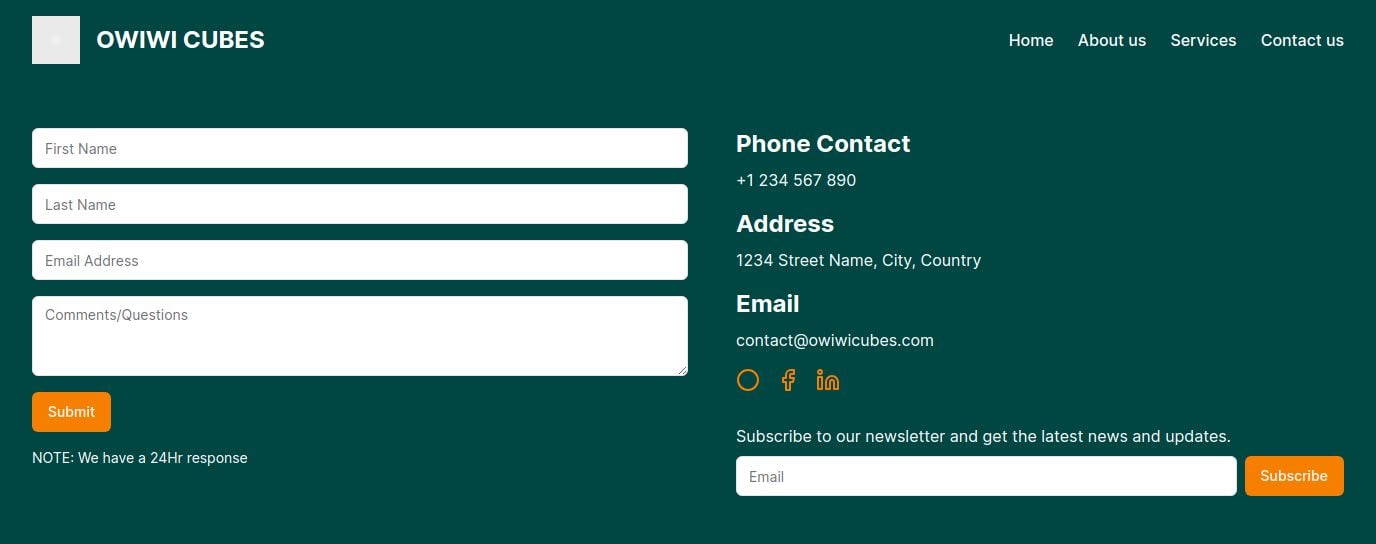 OWIWI CUBES
Home About us Services Contact us
First Name
Last Name
Email Address
Comments/Questions
Submit
NOTE: We have a 24Hr response
Phone Contact
+1 234 567 890
Address
1234 Street Name, City, Country
Email
contact@owiwicubes.com
Subscribe to our newsletter and get the latest news and updates.
Email Subscribe